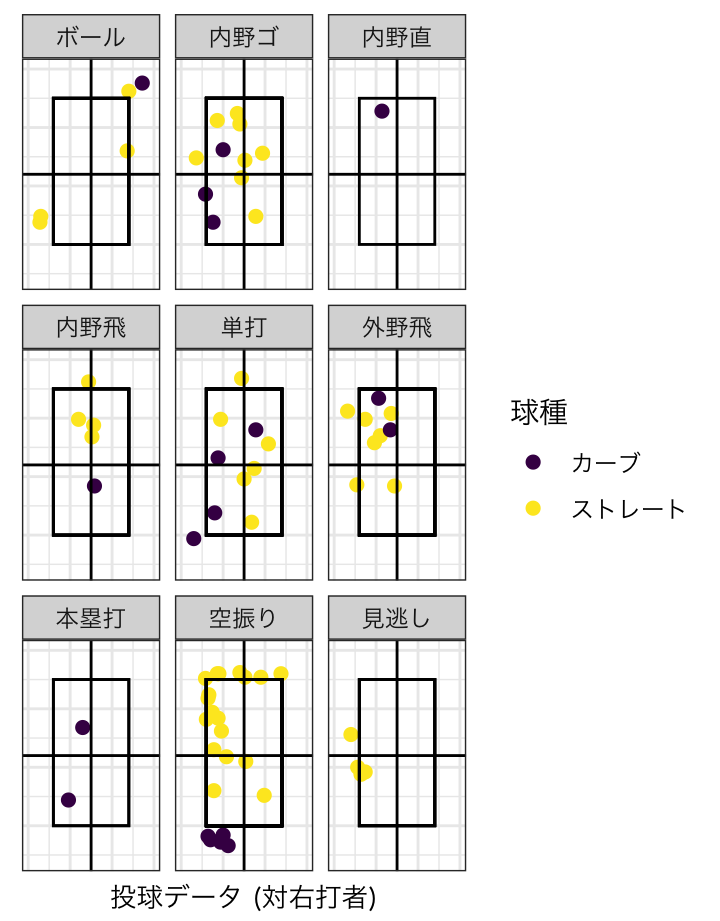 ボール
内野ゴ
内野直
内野飛
単打
外野飛
本塁打
空振り
見逃し
球種
カーブ
ストレート
投球データ (対右打者)